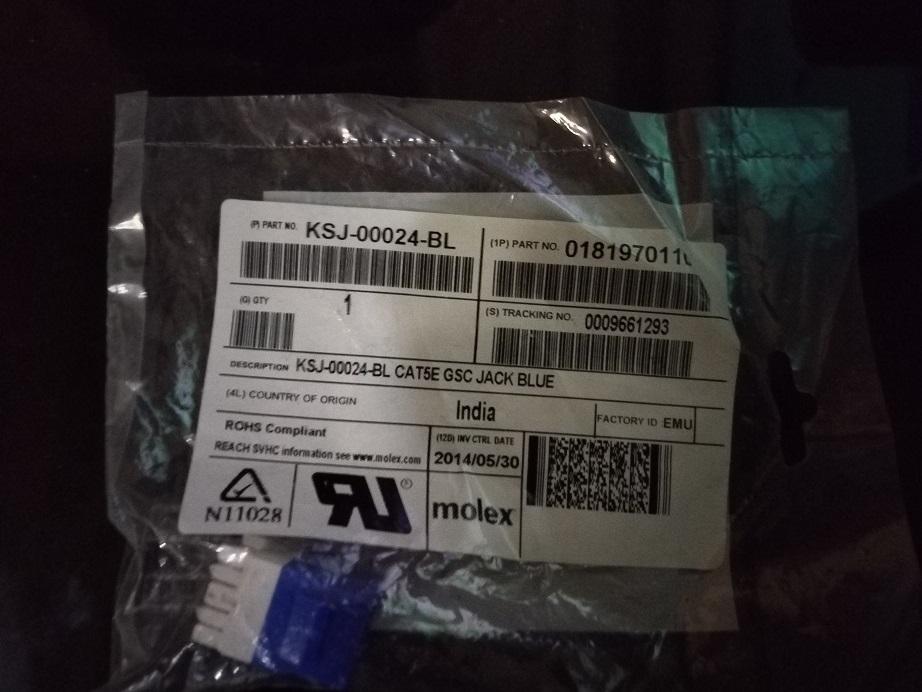 (P) PART NO. KSJ-00024-BL
(1P) PART NO.
(Q) QTY 1
(S) TRACKING NO. 0009661293
DESCRIPTION KSJ-00024-BL CAT5E GSC JACK BLUE
(4L) COUNTRY OF ORIGIN India
FACTORY ID EMU
ROHS Compliant
REACH SVHC information see www.molex.com
(12D) INV CTRL DATE
2014/05/30
N11028
RU®
molex